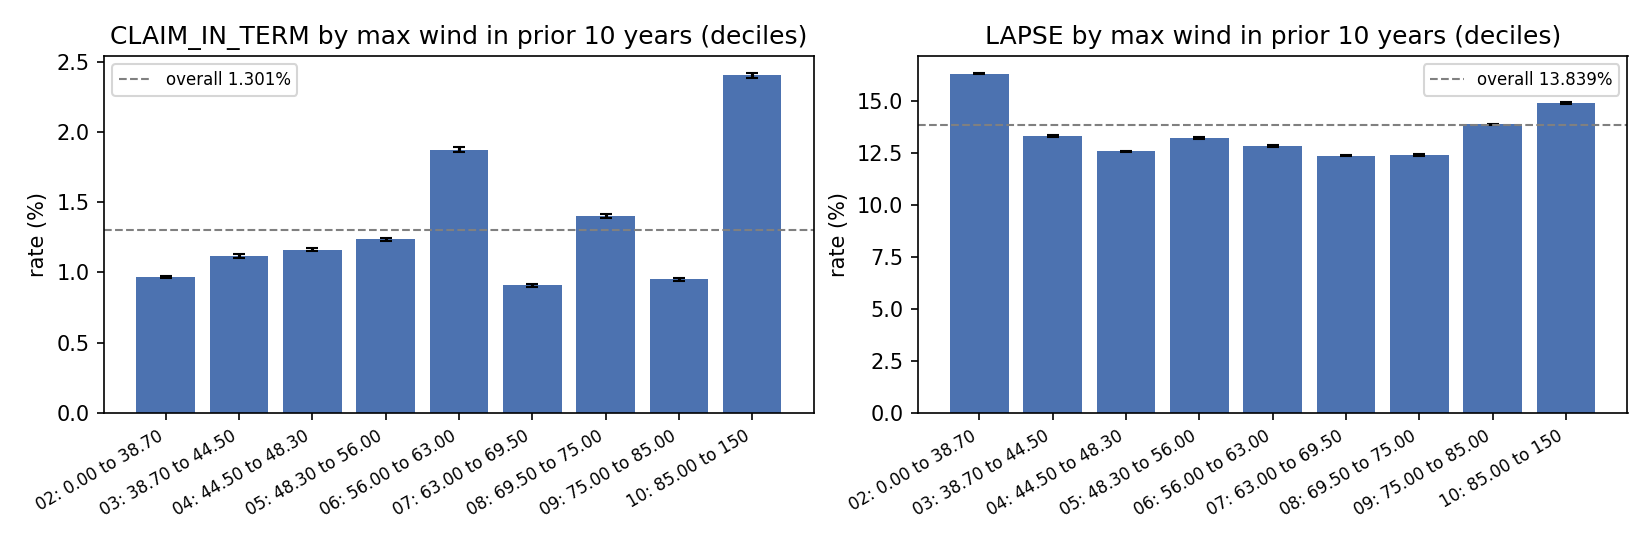 CLAIM_IN_TERM by max wind in prior 10 years (deciles)
overall 1.301%
rate (%)
2.5
2.0
1.5
1.0
0.5
0.0
02: 0.00 to 38.70
03: 38.70 to 44.50
04: 44.50 to 48.30
05: 48.30 to 56.00
06: 56.00 to 63.00
07: 63.00 to 69.50
08: 69.50 to 75.00
09: 75.00 to 85.00
10: 85.00 to 150
LAPSE by max wind in prior 10 years (deciles)
overall 13.839%
rate (%)
15.0
12.5
10.0
7.5
5.0
2.5
0.0
02: 0.00 to 38.70
03: 38.70 to 44.50
04: 44.50 to 48.30
05: 48.30 to 56.00
06: 56.00 to 63.00
07: 63.00 to 69.50
08: 69.50 to 75.00
09: 75.00 to 85.00
10: 85.00 to 150